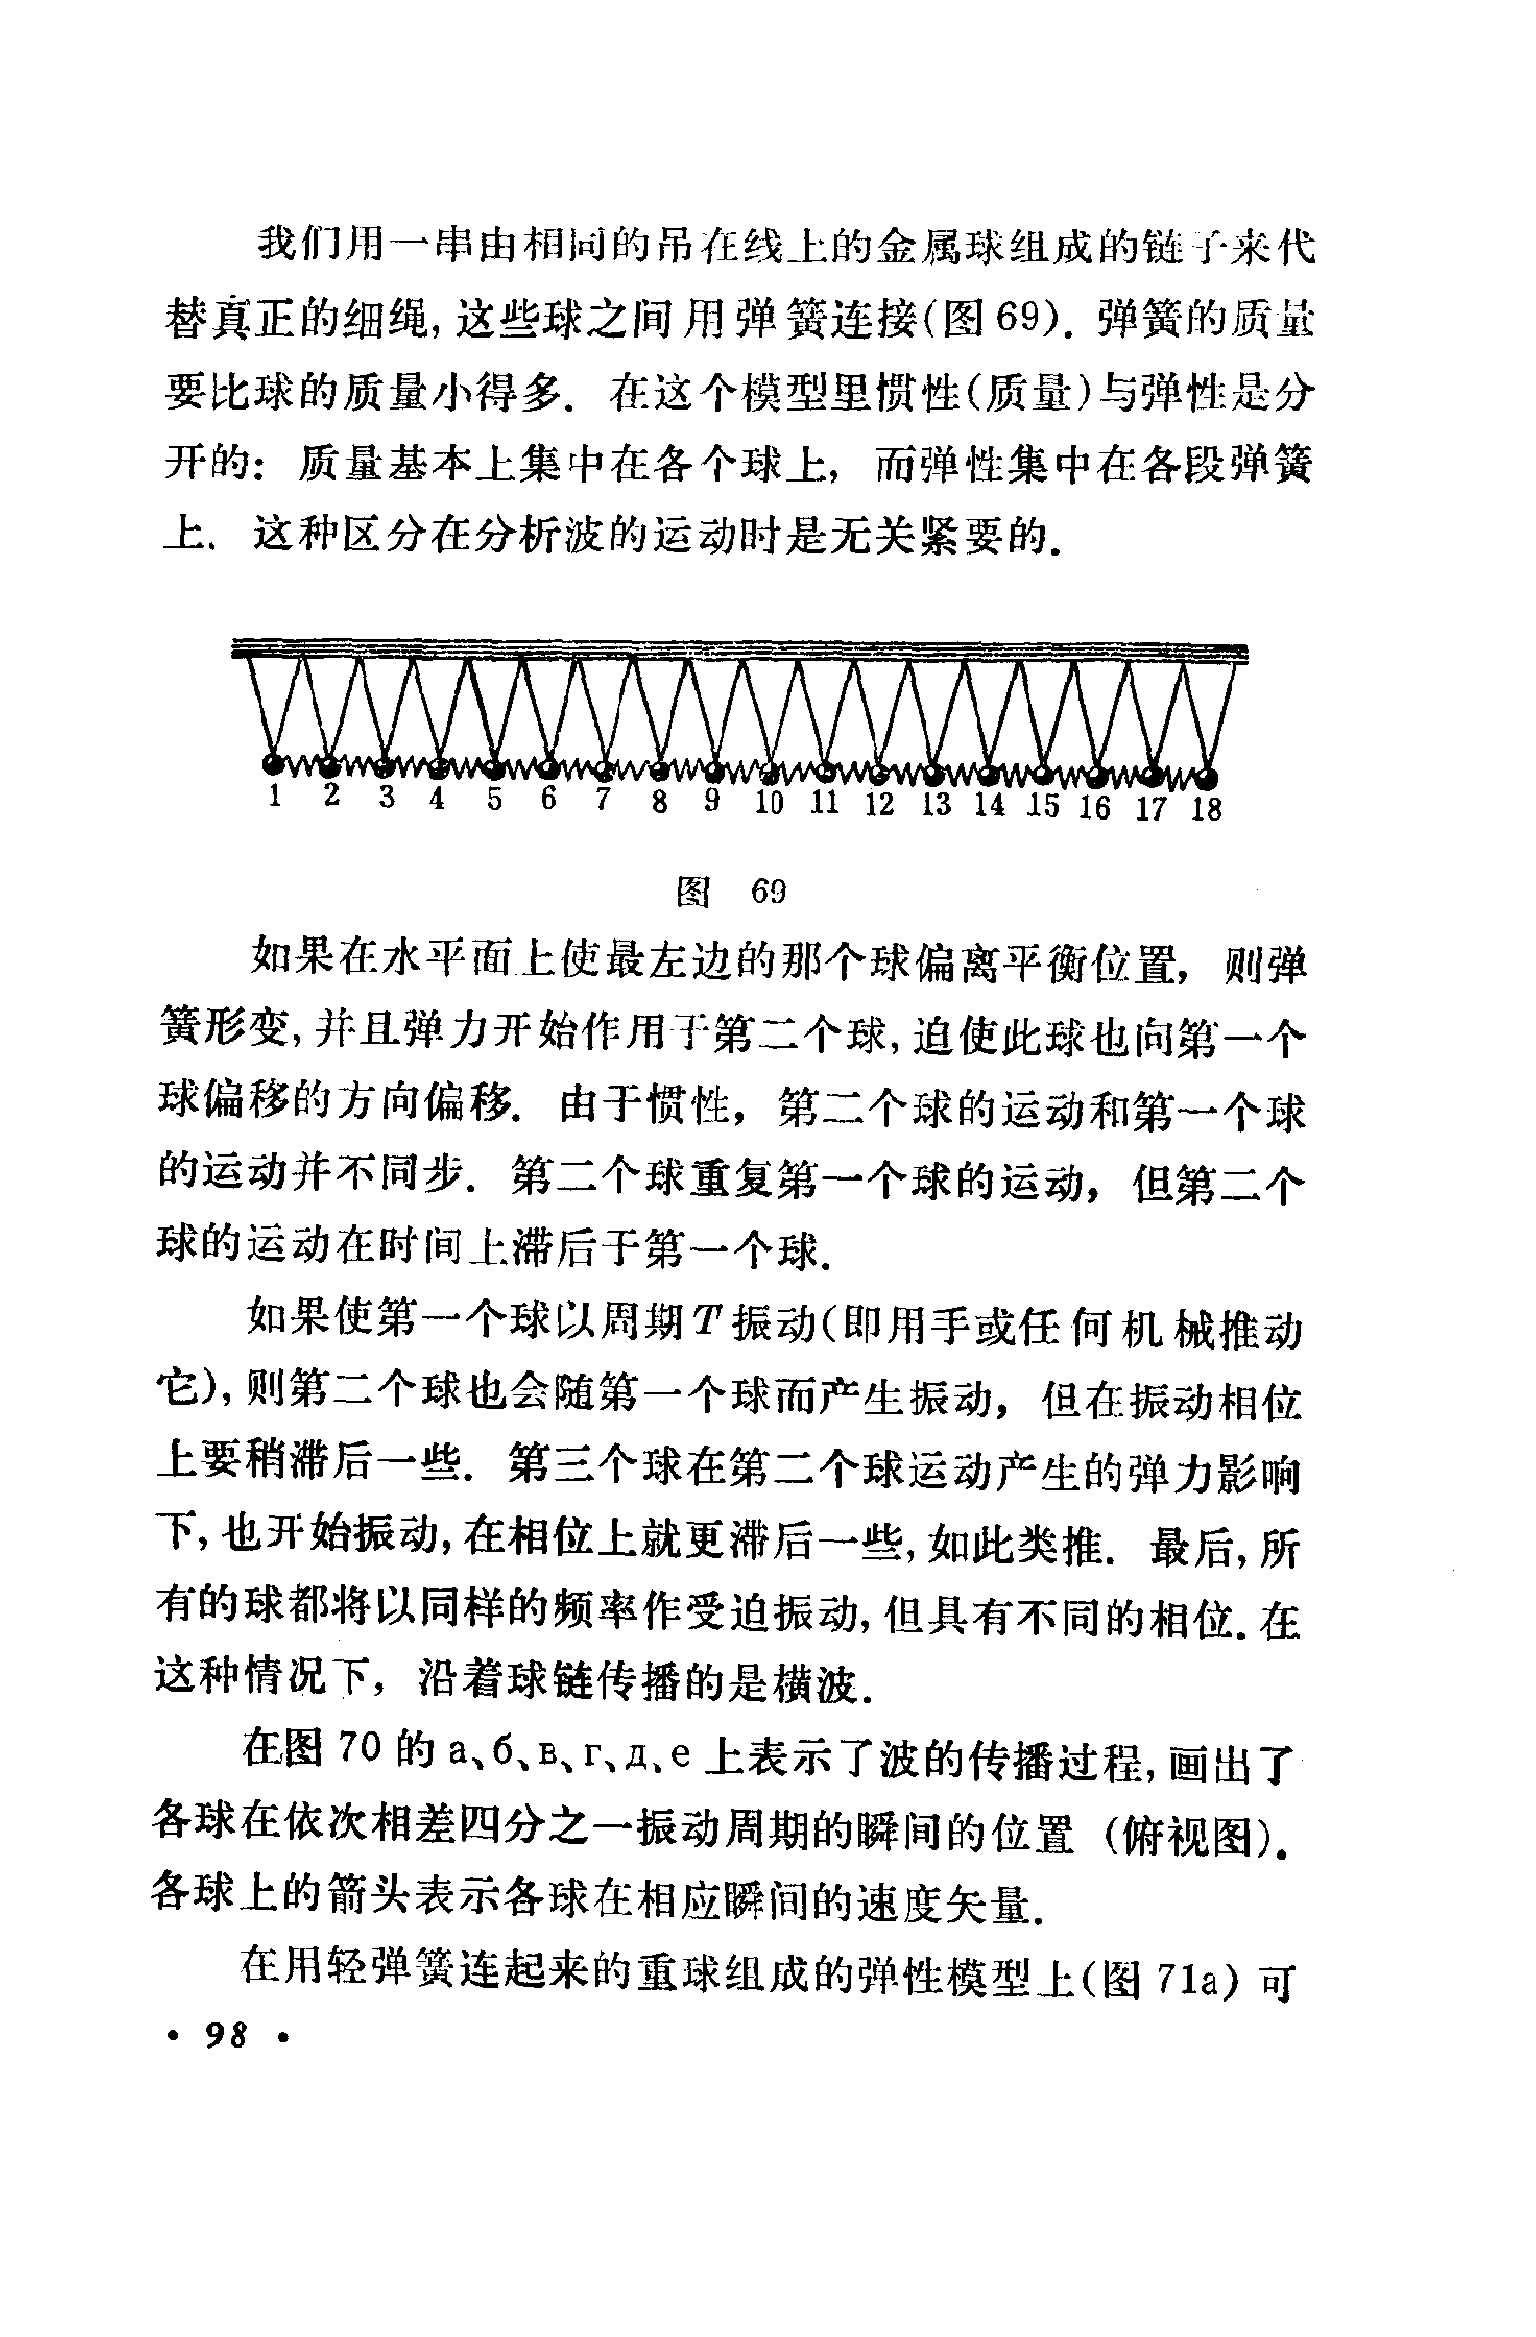 我们用一串由相同的吊在线上的金属球组成的链子来代
替真正的细绳,这些球之间用弹簧连接(图69). 弹簧的质量
要比球的质量小得多. 在这个模型里惯性(质量)与弹性是分
开的: 质量基本上集中在各个球上, 而弹性集中在各段弹簧
上. 这种区分在分析波的运动时是无关紧要的.
1 2 3 4 5 6 7 8 9 10 11 12 13 14 15 16 17 18
图 69
如果在水平面上使最左边的那个球偏离平衡位置, 则弹
簧形变,并且弹力开始作用于第二个球,迫使此球也向第一个
球偏移的方向偏移. 由于惯性, 第二个球的运动和第一个球
的运动并不同步. 第二个球重复第一个球的运动, 但第二个
球的运动在时间上滞后于第一个球.
如果使第一个球以周期T振动(即用手或任何机械推动
它),则第二个球也会随第一个球而产生振动, 但在振动相位
上要稍滞后一些. 第三个球在第二个球运动产生的弹力影响
下,也开始振动,在相位上就更滞后一些,如此类推. 最后,所
有的球都将以同样的频率作受迫振动,但具有不同的相位.在
这种情况下, 沿着球链传播的是横波.
在图70的а、б、в、г、д、е上表示了波的传播过程,画出了
各球在依次相差四分之一振动周期的瞬间的位置 (俯视图).
各球上的箭头表示各球在相应瞬间的速度矢量.
在用轻弹簧连起来的重球组成的弹性模型上(图71a)可
• 98 •